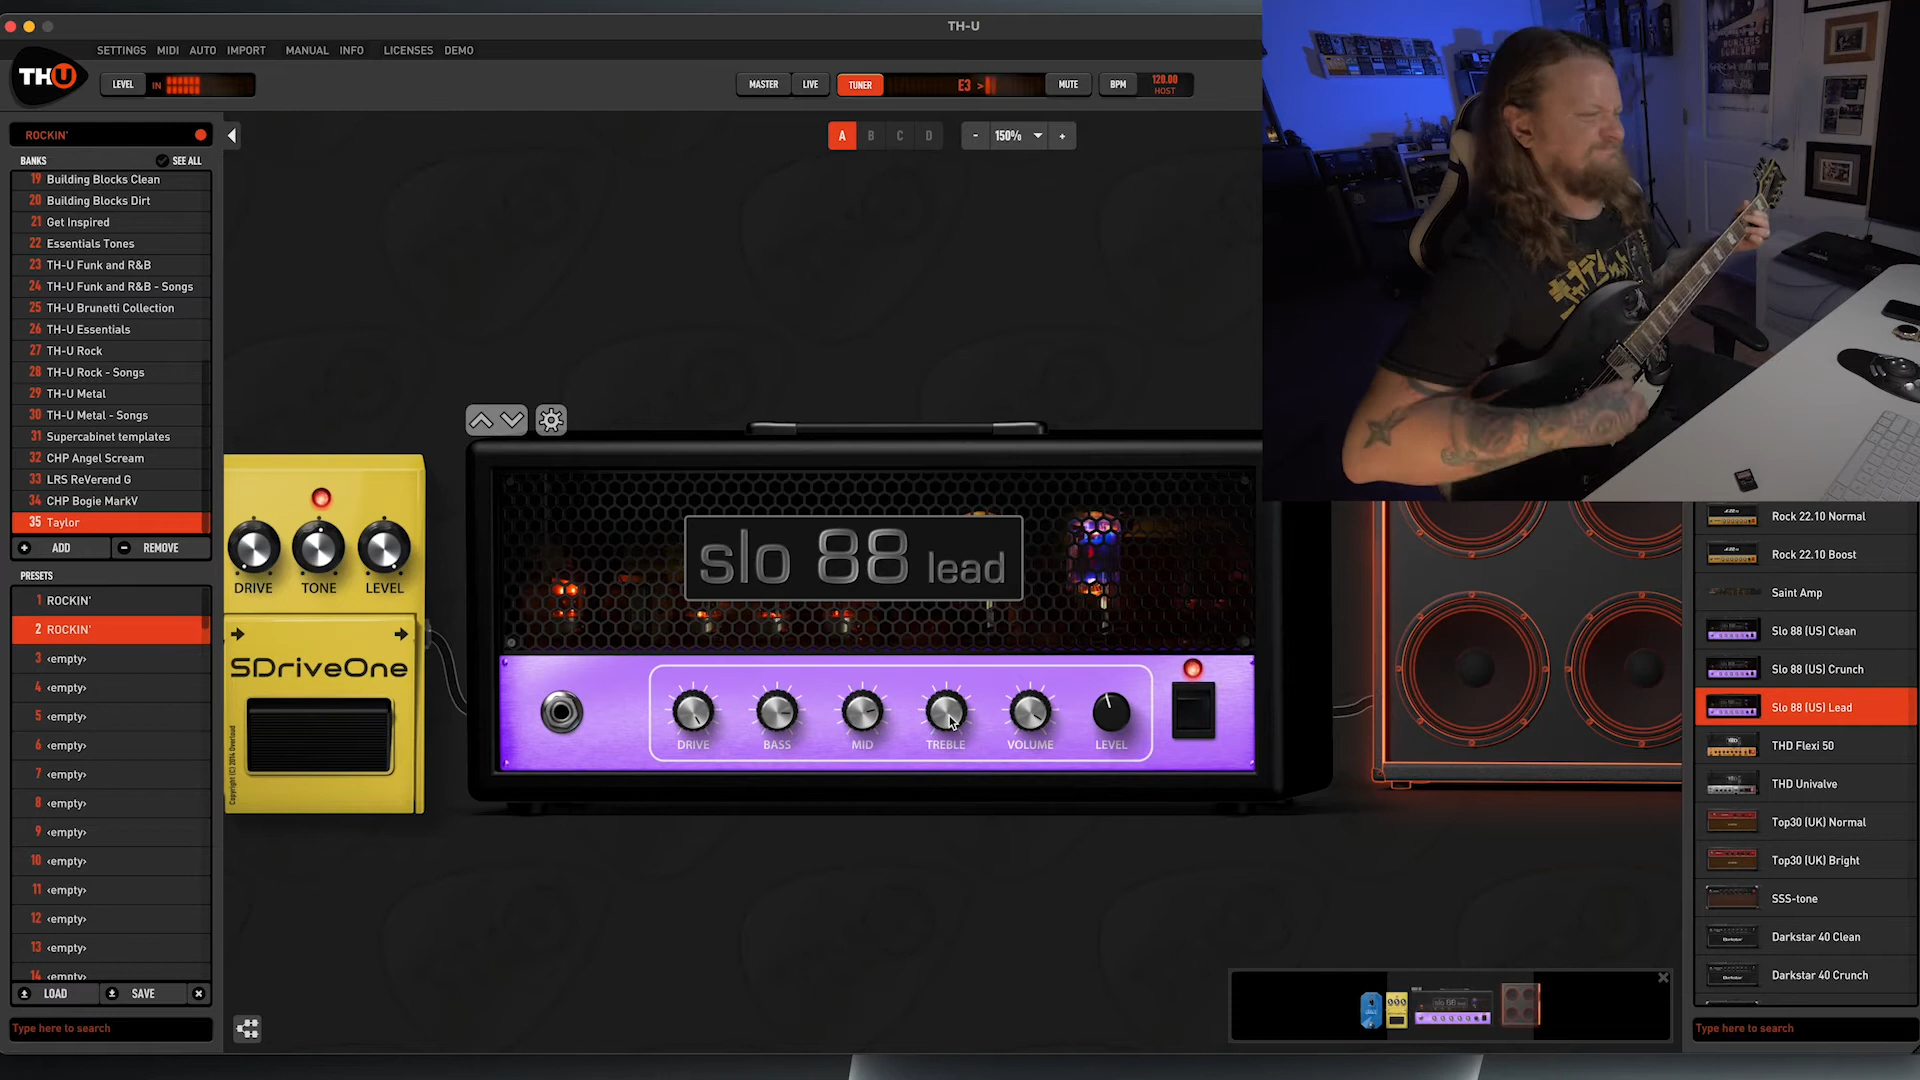 TH-U
SETTINGS MIDI AUTO IMPORT MANUAL INFO LICENSES DEMO
THU
LEVEL IN
MASTER LIVE TUNER E3 > MUTE BPM 120.00 HOST
ROCKIN'
A B C D - 150% +
BANKS SEE ALL
19 Building Blocks Clean
20 Building Blocks Dirt
21 Get Inspired
22 Essentials Tones
23 TH-U Funk and R&B
24 TH-U Funk and R&B - Songs
25 TH-U Brunetti Collection
26 TH-U Essentials
27 TH-U Rock
28 TH-U Rock - Songs
29 TH-U Metal
30 TH-U Metal - Songs
31 Supercabinet templates
32 CHP Angel Scream
33 LRS ReVerend G
34 CHP Bogie MarkV
35 Taylor
+ ADD - REMOVE
PRESETS
1 ROCKIN'
2 ROCKIN'
3 <empty>
4 <empty>
5 <empty>
6 <empty>
7 <empty>
8 <empty>
9 <empty>
10 <empty>
11 <empty>
12 <empty>
13 <empty>
14 <empty>
LOAD SAVE
Type here to search
DRIVE TONE LEVEL
SDriveOne
Copyright (C) 2014 Overloud
slo 88 lead
DRIVE BASS MID TREBLE VOLUME LEVEL
Rock 22.10 Normal
Rock 22.10 Boost
Saint Amp
Slo 88 (US) Clean
Slo 88 (US) Crunch
Slo 88 (US) Lead
THD Flexi 50
THD Univalve
Top30 (UK) Normal
Top30 (UK) Bright
SSS-tone
Darkstar 40 Clean
Darkstar 40 Crunch
Type here to search
slo 88 lead